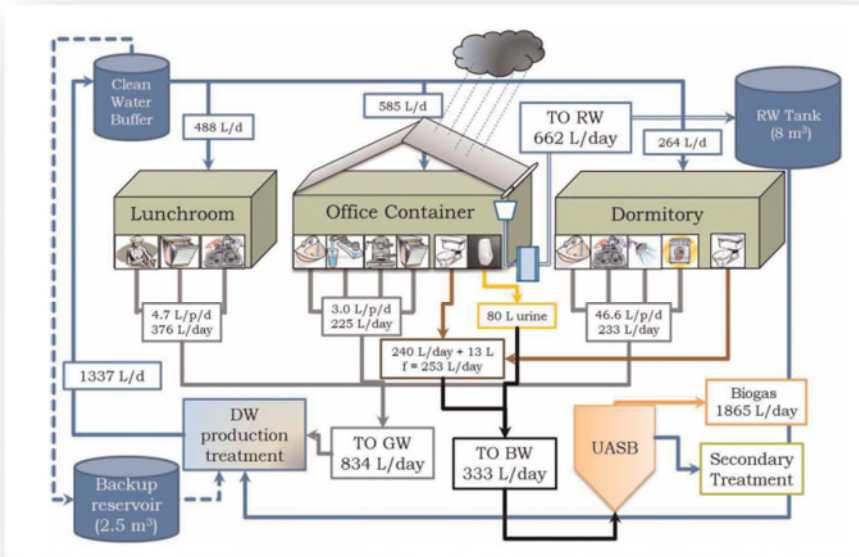 Clean
Water
Buffer
488 L/d
585 L/d
TO RW
662 L/day
264 L/d
RW Tank
(8 m³)
Lunchroom
Office Container
Dormitory
4.7 L/p/d
376 L/day
3.0 L/p/d
225 L/day
80 L urine
46.6 L/p/d
233 L/day
240 L/day + 13 L
f = 253 L/day
1337 L/d
DW
production
treatment
TO GW
834 L/day
TO BW
333 L/day
UASB
Biogas
1865 L/day
Secondary
Treatment
Backup
reservoir
(2.5 m³)